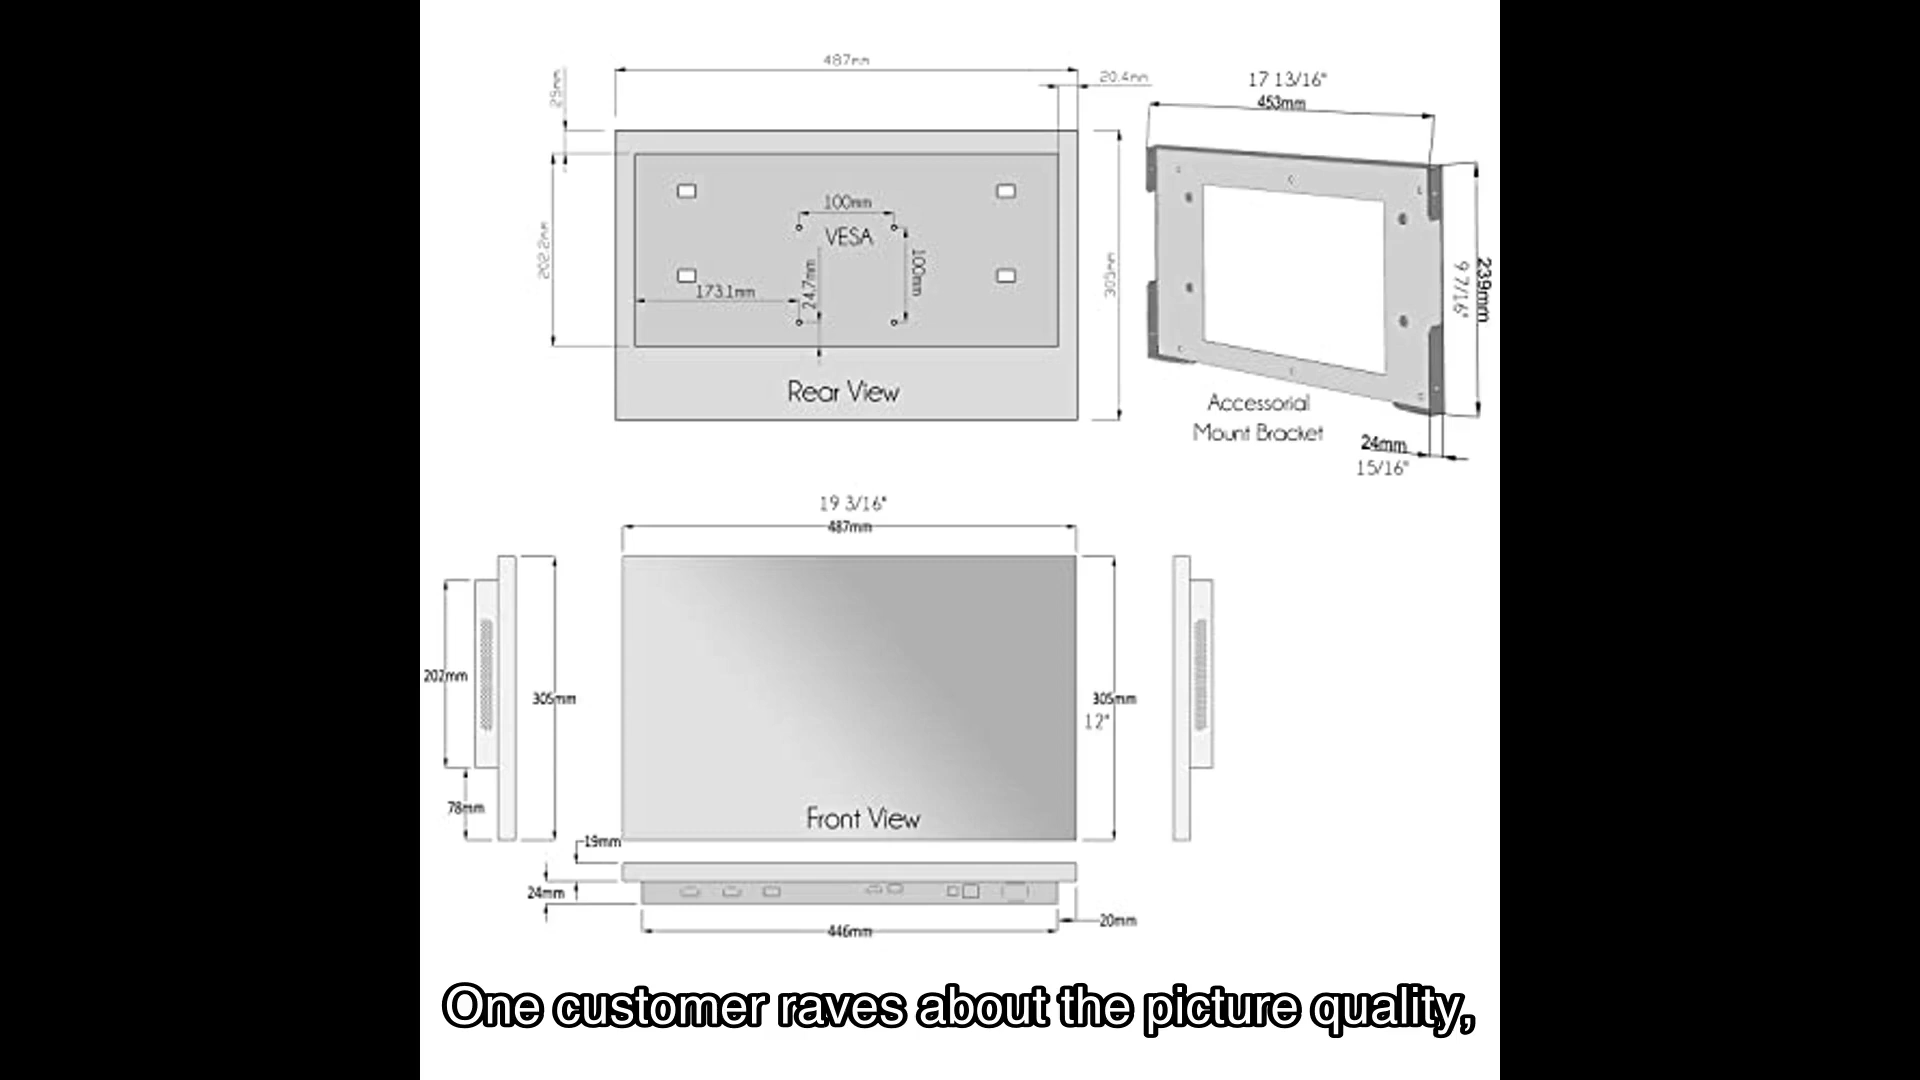 487mm
20.4mm
25mm
17 13/16"
453mm
100mm
VESA
202.2mm
100mm
24.7mm
173.1mm
305mm
239mm
9 7/16"
Rear View
Accessorial
Mount Bracket
24mm
15/16"
19 3/16"
487mm
202mm
305mm
305mm
12"
78mm
Front View
19mm
24mm
20mm
446mm
One customer raves about the picture quality,